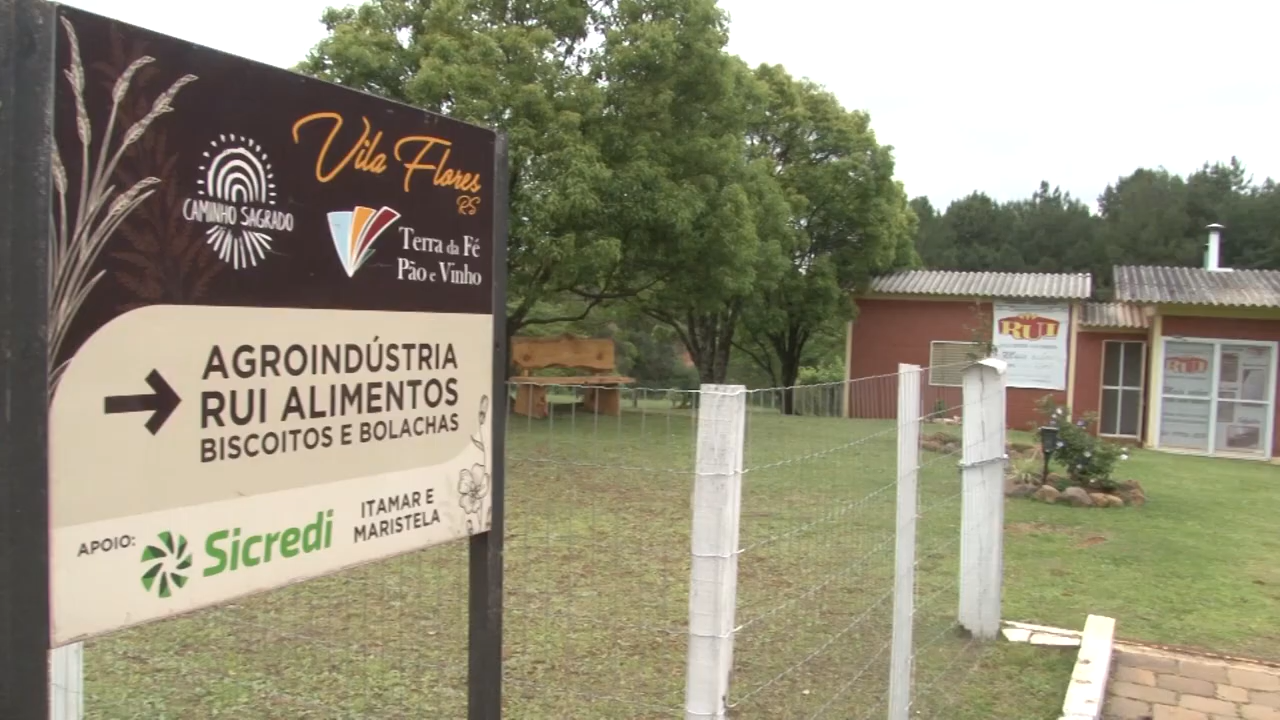 Vila Flores
RS
CAMINHO SAGRADO
Terra da Fé
Pão e Vinho
AGROINDÚSTRIA
RUI ALIMENTOS
BISCOITOS E BOLACHAS
APOIO:
Sicredi
ITAMAR E
MARISTELA
RUI
RUI